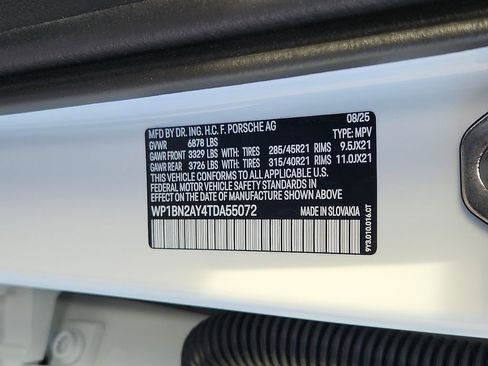 MFD BY DR. ING. H.C. F. PORSCHE AG 08/25
GVWR 6878 LBS TYPE: MPV
GAWR FRONT 3329 LBS WITH: TIRES 285/45R21 RIMS 9.5JX21
GAWR REAR 3726 LBS WITH: TIRES 315/40R21 RIMS 11.0JX21
THIS VEHICLE CONFORMS TO ALL APPLICABLE U.S.
FEDERAL MOTOR VEHICLE SAFETY STANDARDS IN
EFFECT ON THE DATE OF MANUFACTURE SHOWN ABOVE
WP1BN2AY4TDA55072 MADE IN SLOVAKIA
9Y3.010.016.CT